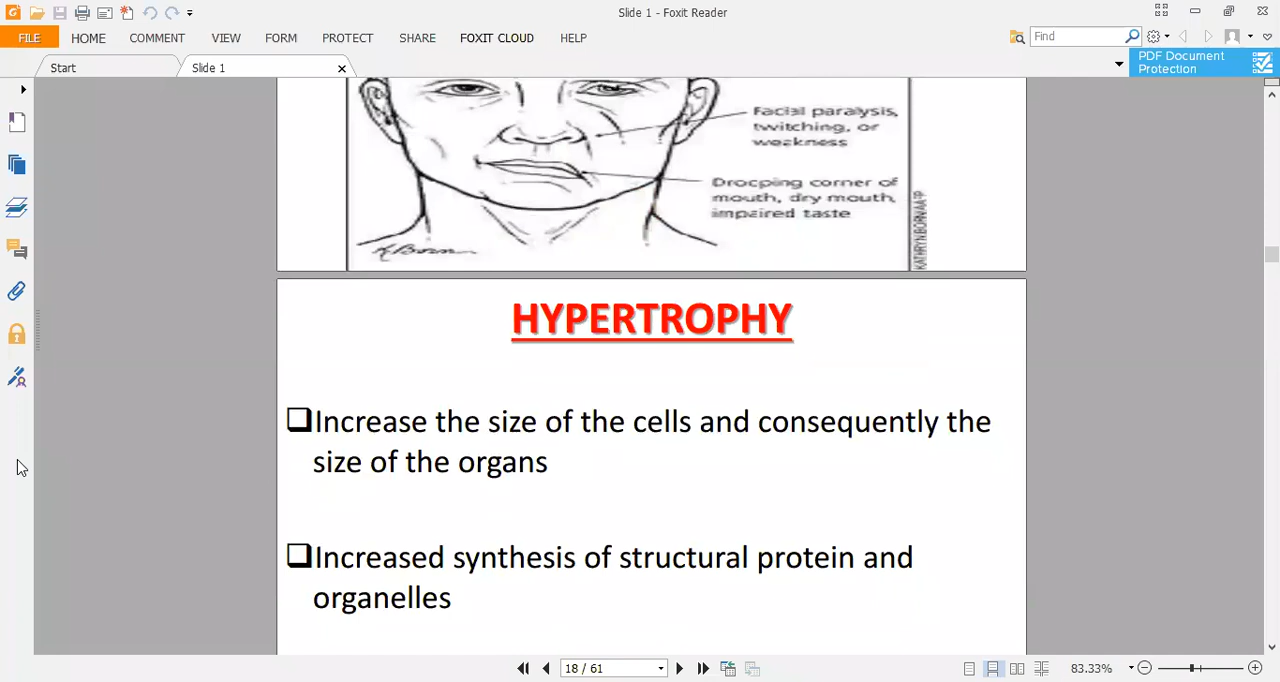 Slide 1 - Foxit Reader
FILE HOME COMMENT VIEW FORM PROTECT SHARE FOXIT CLOUD HELP
Find
Start
Slide 1
PDF Document
Protection
Facial paralysis,
twitching, or
weakness
Drooping corner of
mouth, dry mouth,
impaired taste
K.Born
HYPERTROPHY
Increase the size of the cells and consequently the
size of the organs
Increased synthesis of structural protein and
organelles
18 / 61
83.33%